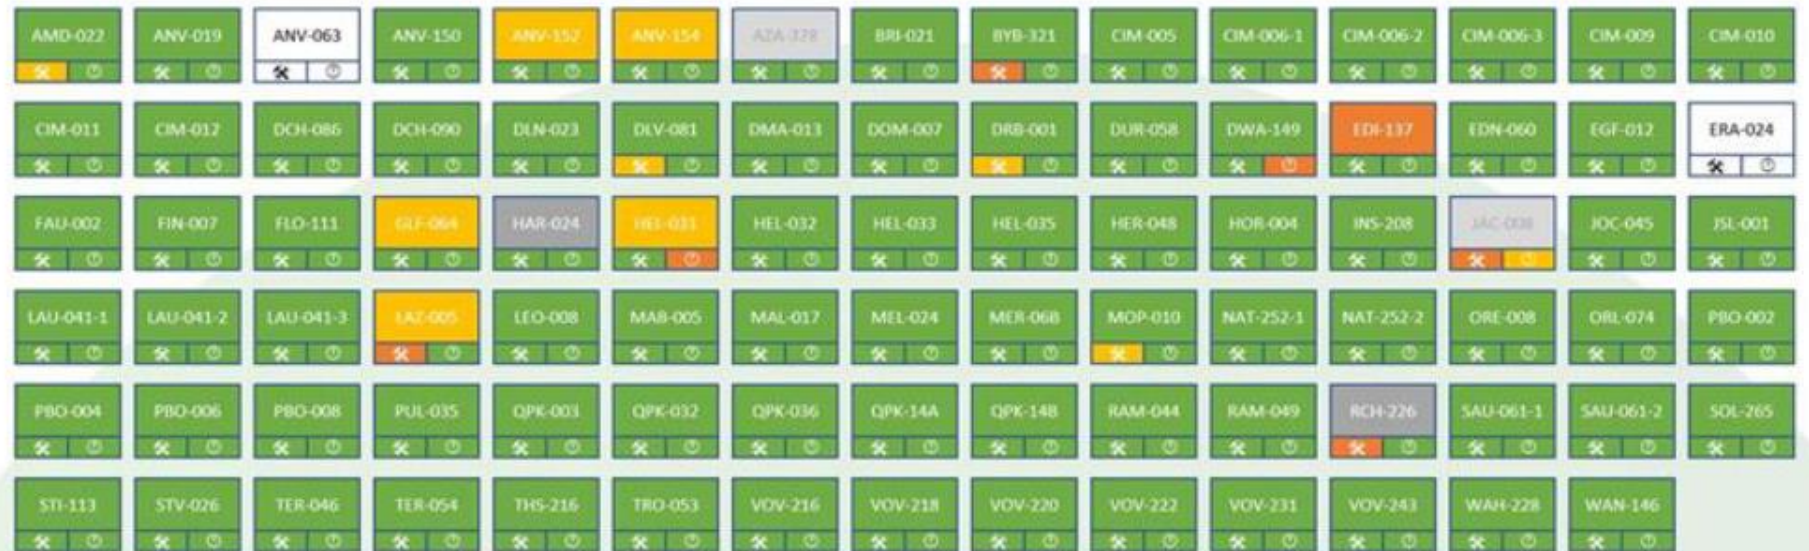 AMD-022 ANV-019 ANV-063 ANV-150 ANV-152 ANV-154 AZA-328 BRI-021 BYB-321 CIM-005 CIM-006-1 CIM-006-2 CIM-006-3 CIM-009 CIM-010
CIM-011 CIM-012 DCH-086 DCH-090 DLN-023 DLV-081 DMA-013 DOM-007 DRB-001 DUR-058 DWA-149 EDI-137 EDN-060 EGF-012 ERA-024
FAU-002 FIN-007 FLO-111 GLF-064 HAR-024 HEL-031 HEL-032 HEL-033 HEL-035 HER-048 HOR-004 INS-208 JAC-008 JOC-045 JSL-001
LAU-041-1 LAU-041-2 LAU-041-3 LAZ-005 LEO-008 MAB-005 MAL-017 MEL-024 MER-068 MOP-010 NAT-252-1 NAT-252-2 ORE-008 ORL-074 PBO-002
PBO-004 PBO-006 PBO-008 PUL-035 QPK-003 QPK-032 QPK-036 QPK-14A QPK-14B RAM-044 RAM-049 RCH-226 SAU-061-1 SAU-061-2 SOL-265
STI-113 STV-026 TER-046 TER-054 THS-216 TRO-053 VOV-216 VOV-218 VOV-220 VOV-222 VOV-231 VOV-243 WAH-228 WAN-146